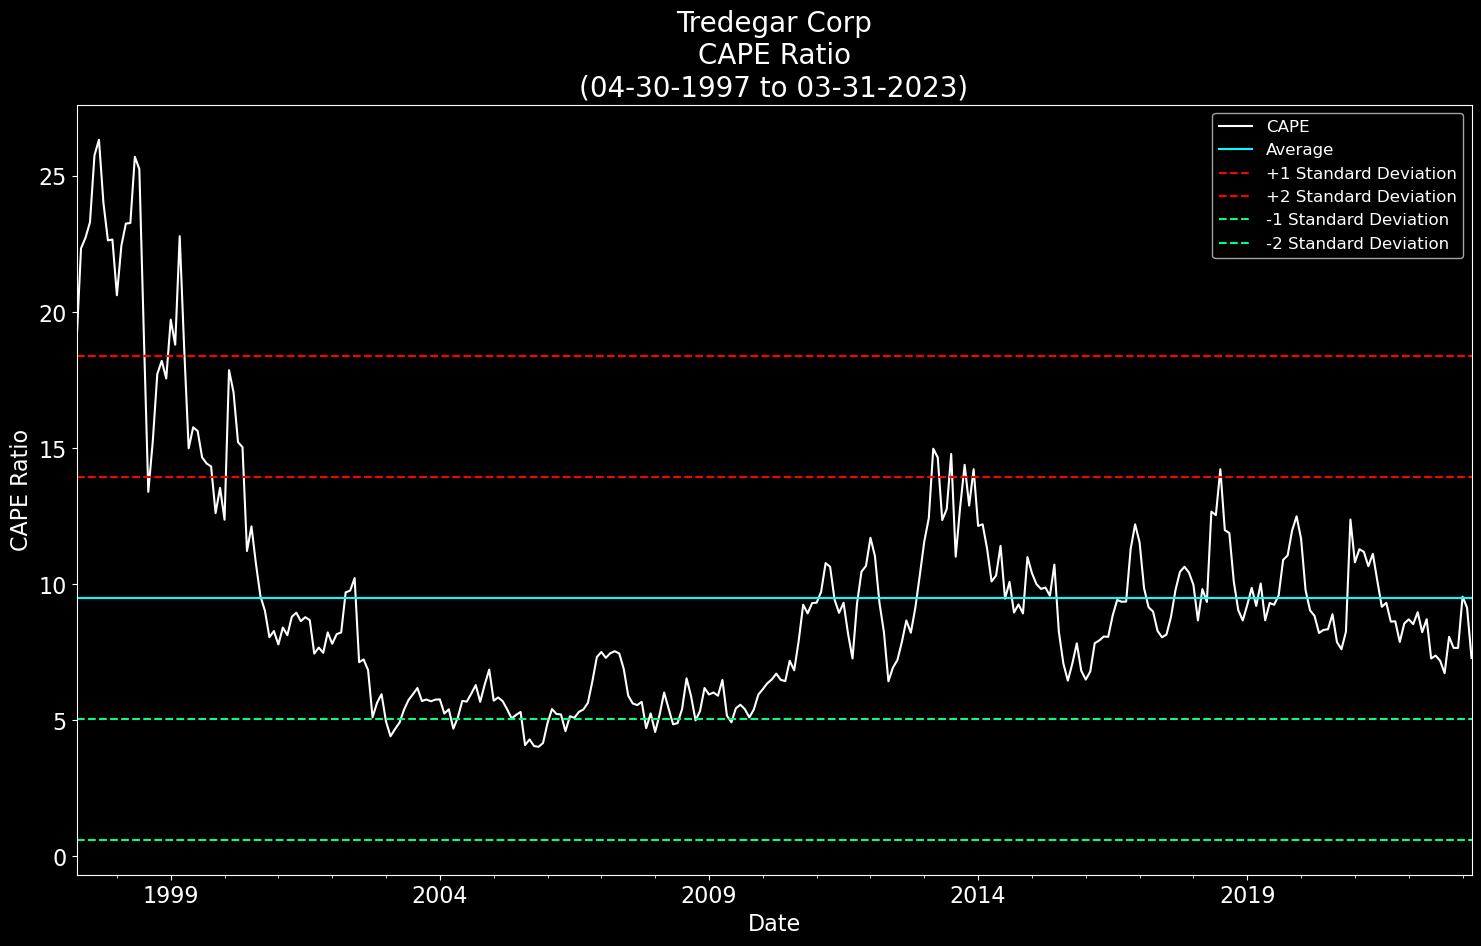 Tredegar Corp
CAPE Ratio
(04-30-1997 to 03-31-2023)
CAPE
Average
+1 Standard Deviation
+2 Standard Deviation
-1 Standard Deviation
-2 Standard Deviation
CAPE Ratio
25
20
15
10
5
0
1999
2004
2009
2014
2019
Date